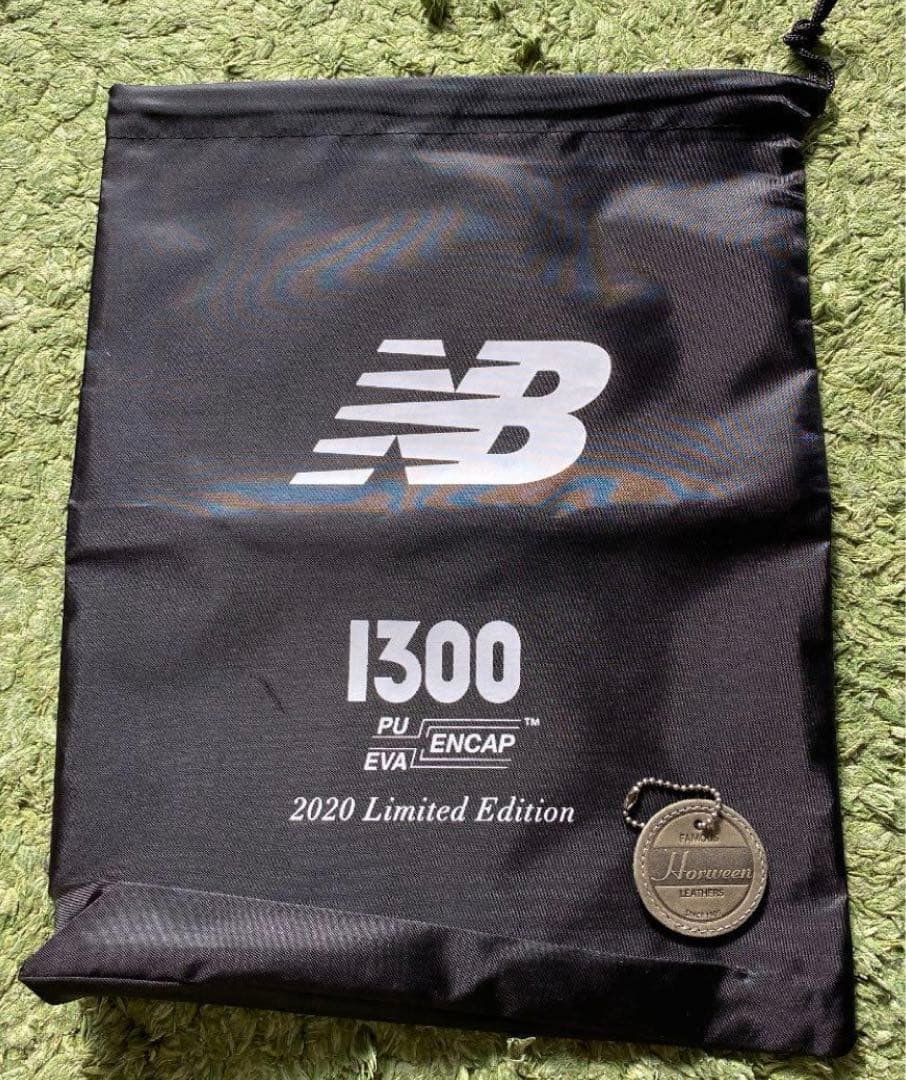 NB
1300
PU ENCAP™
EVA
2020 Limited Edition
FAMOUS
Horween
LEATHERS